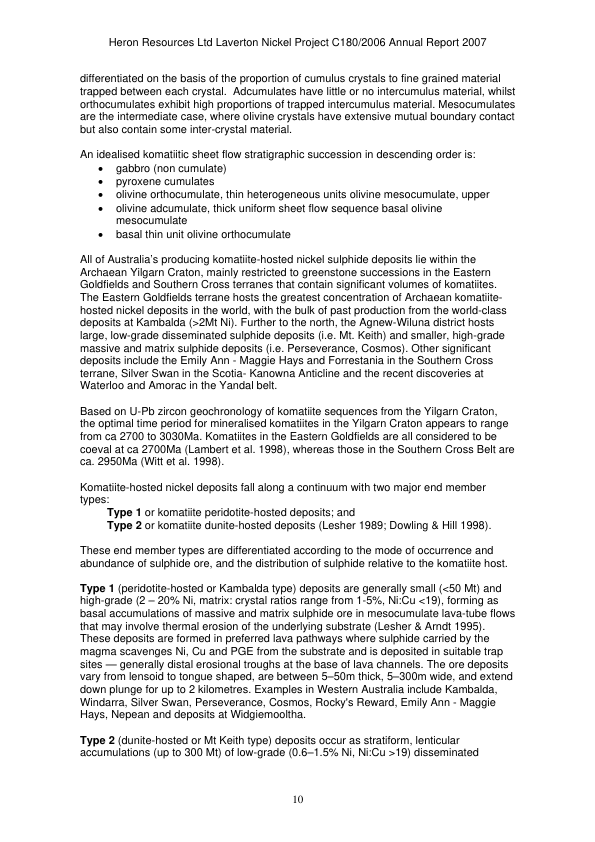 Heron Resources Ltd Laverton Nickel Project C180/2006 Annual Report 2007
differentiated on the basis of the proportion of cumulus crystals to fine grained material
trapped between each crystal.  Adcumulates have little or no intercumulus material, whilst
orthocumulates exhibit high proportions of trapped intercumulus material. Mesocumulates
are the intermediate case, where olivine crystals have extensive mutual boundary contact
but also contain some inter-crystal material.
An idealised komatiitic sheet flow stratigraphic succession in descending order is:
• gabbro (non cumulate)
• pyroxene cumulates
• olivine orthocumulate, thin heterogeneous units olivine mesocumulate, upper
• olivine adcumulate, thick uniform sheet flow sequence basal olivine
mesocumulate
• basal thin unit olivine orthocumulate
All of Australia's producing komatiite-hosted nickel sulphide deposits lie within the
Archaean Yilgarn Craton, mainly restricted to greenstone successions in the Eastern
Goldfields and Southern Cross terranes that contain significant volumes of komatiites.
The Eastern Goldfields terrane hosts the greatest concentration of Archaean komatiite-
hosted nickel deposits in the world, with the bulk of past production from the world-class
deposits at Kambalda (>2Mt Ni). Further to the north, the Agnew-Wiluna district hosts
large, low-grade disseminated sulphide deposits (i.e. Mt. Keith) and smaller, high-grade
massive and matrix sulphide deposits (i.e. Perseverance, Cosmos). Other significant
deposits include the Emily Ann - Maggie Hays and Forrestania in the Southern Cross
terrane, Silver Swan in the Scotia- Kanowna Anticline and the recent discoveries at
Waterloo and Amorac in the Yandal belt.
Based on U-Pb zircon geochronology of komatiite sequences from the Yilgarn Craton,
the optimal time period for mineralised komatiites in the Yilgarn Craton appears to range
from ca 2700 to 3030Ma. Komatiites in the Eastern Goldfields are all considered to be
coeval at ca 2700Ma (Lambert et al. 1998), whereas those in the Southern Cross Belt are
ca. 2950Ma (Witt et al. 1998).
Komatiite-hosted nickel deposits fall along a continuum with two major end member
types:
Type 1 or komatiite peridotite-hosted deposits; and
Type 2 or komatiite dunite-hosted deposits (Lesher 1989; Dowling & Hill 1998).
These end member types are differentiated according to the mode of occurrence and
abundance of sulphide ore, and the distribution of sulphide relative to the komatiite host.
Type 1 (peridotite-hosted or Kambalda type) deposits are generally small (<50 Mt) and
high-grade (2 – 20% Ni, matrix: crystal ratios range from 1-5%, Ni:Cu <19), forming as
basal accumulations of massive and matrix sulphide ore in mesocumulate lava-tube flows
that may involve thermal erosion of the underlying substrate (Lesher & Arndt 1995).
These deposits are formed in preferred lava pathways where sulphide carried by the
magma scavenges Ni, Cu and PGE from the substrate and is deposited in suitable trap
sites — generally distal erosional troughs at the base of lava channels. The ore deposits
vary from lensoid to tongue shaped, are between 5–50m thick, 5–300m wide, and extend
down plunge for up to 2 kilometres. Examples in Western Australia include Kambalda,
Windarra, Silver Swan, Perseverance, Cosmos, Rocky's Reward, Emily Ann - Maggie
Hays, Nepean and deposits at Widgiemooltha.
Type 2 (dunite-hosted or Mt Keith type) deposits occur as stratiform, lenticular
accumulations (up to 300 Mt) of low-grade (0.6–1.5% Ni, Ni:Cu >19) disseminated
10